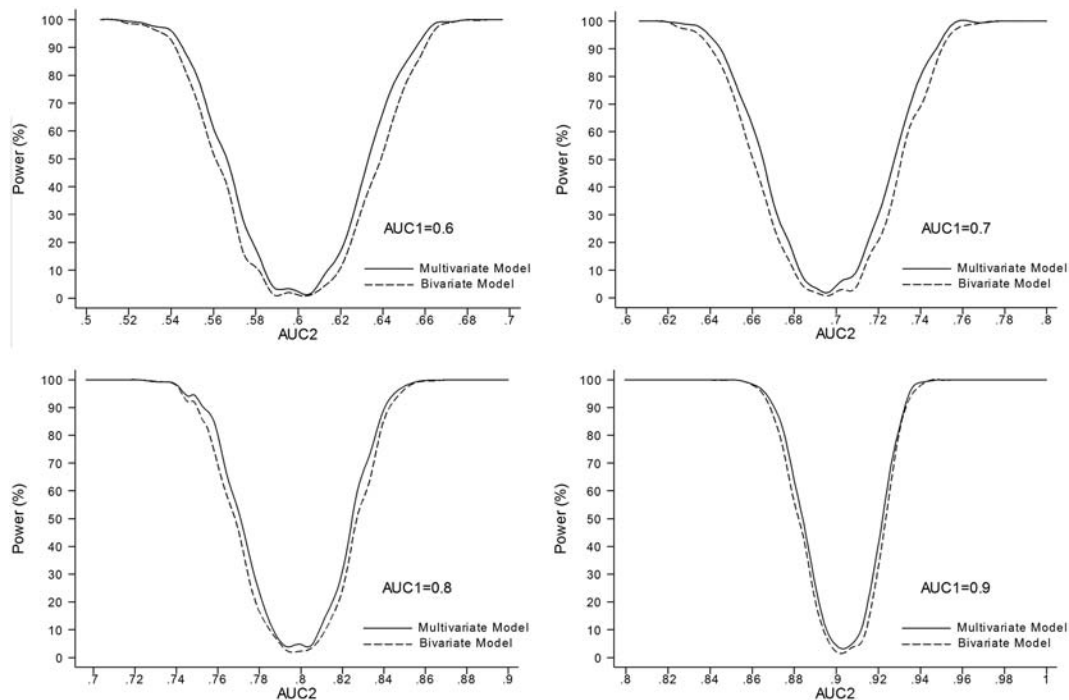 100
90
80
70
60
50
40
30
20
10
0
Power (%)
AUC1=0.6
Multivariate Model
Bivariate Model
.5 .52 .54 .56 .58 .6 .62 .64 .66 .68 .7
AUC2
100
90
80
70
60
50
40
30
20
10
0
Power (%)
AUC1=0.7
Multivariate Model
Bivariate Model
.6 .62 .64 .66 .68 .7 .72 .74 .76 .78 .8
AUC2
100
90
80
70
60
50
40
30
20
10
0
Power (%)
AUC1=0.8
Multivariate Model
Bivariate Model
.7 .72 .74 .76 .78 .8 .82 .84 .86 .88 .9
AUC2
100
90
80
70
60
50
40
30
20
10
0
Power (%)
AUC1=0.9
Multivariate Model
Bivariate Model
.8 .82 .84 .86 .88 .9 .92 .94 .96 .98 1
AUC2